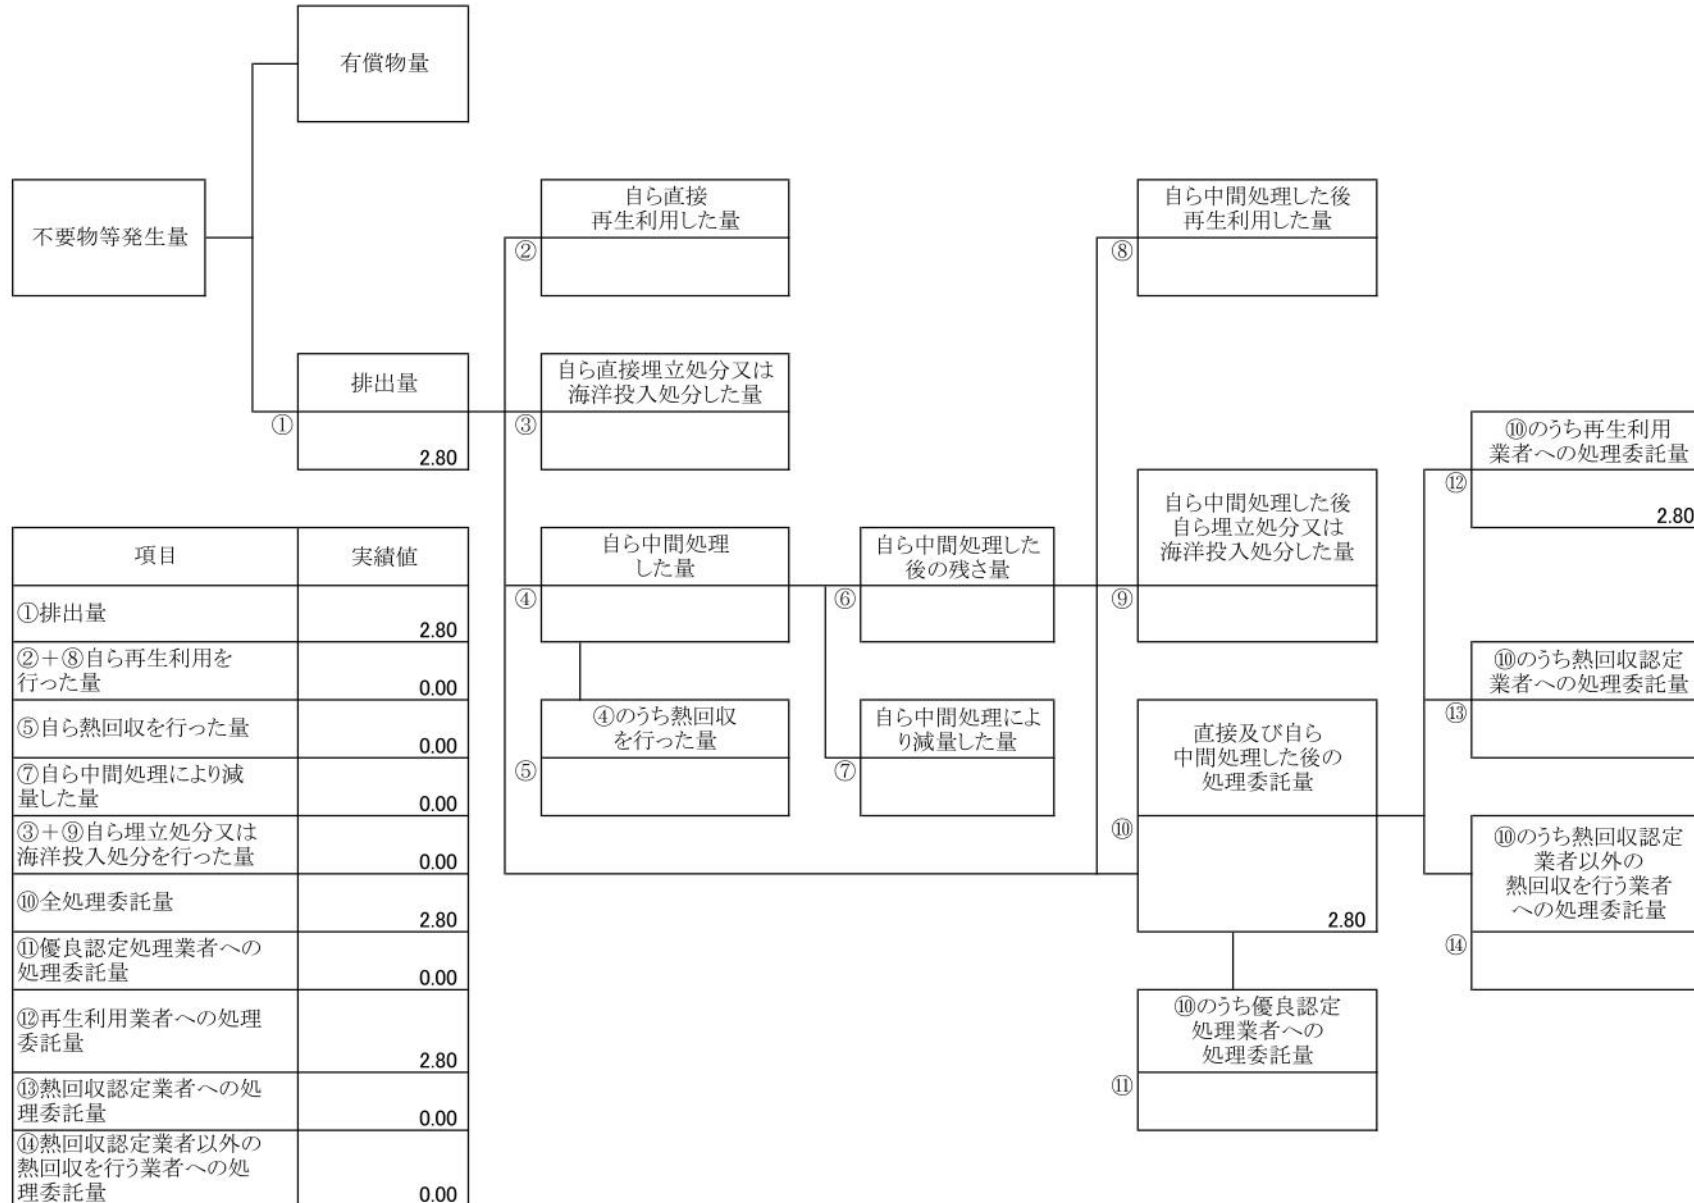 有償物量
不要物等発生量
自ら直接
再生利用した量
②
自ら中間処理した後
再生利用した量
⑧
排出量
①
2.80
自ら直接埋立処分又は
海洋投入処分した量
③
⑩のうち再生利用
業者への処理委託量
⑫
2.80
自ら中間処理
した量
④
自ら中間処理した
後の残さ量
⑥
自ら中間処理した後
自ら埋立処分又は
海洋投入処分した量
⑨
④のうち熱回収
を行った量
⑤
自ら中間処理によ
り減量した量
⑦
直接及び自ら
中間処理した後の
処理委託量
⑩
2.80
⑩のうち熱回収認定
業者への処理委託量
⑬
⑩のうち熱回収認定
業者以外の
熱回収を行う業者
への処理委託量
⑭
⑩のうち優良認定
処理業者への
処理委託量
⑪
項目 実績値
①排出量
2.80
②+⑧自ら再生利用を
行った量
0.00
⑤自ら熱回収を行った量
0.00
⑦自ら中間処理により減
量した量
0.00
③+⑨自ら埋立処分又は
海洋投入処分を行った量
0.00
⑩全処理委託量
2.80
⑪優良認定処理業者への
処理委託量
0.00
⑫再生利用業者への処理
委託量
2.80
⑬熱回収認定業者への処
理委託量
0.00
⑭熱回収認定業者以外の
熱回収を行う業者への処
理委託量
0.00